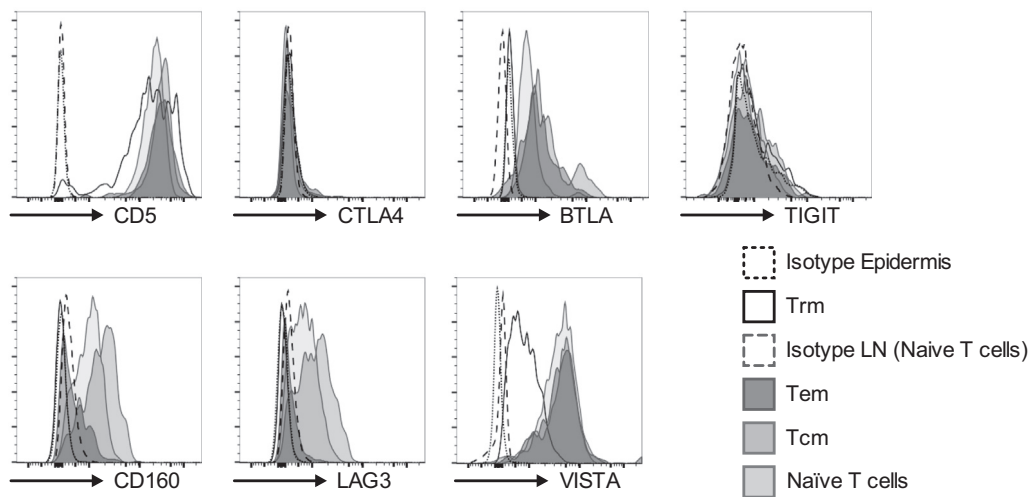 CD5
CTLA4
BTLA
TIGIT
CD160
LAG3
VISTA
Isotype Epidermis
Trm
Isotype LN (Naive T cells)
Tem
Tcm
Naïve T cells